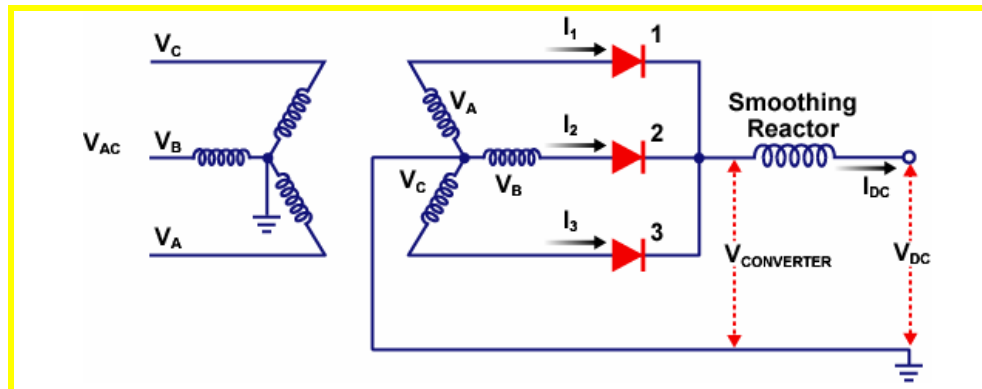 V_C
I_1
1
V_A
Smoothing
Reactor
V_AC
V_B
I_2
2
V_C
V_B
I_DC
I_3
3
V_A
V_CONVERTER
V_DC